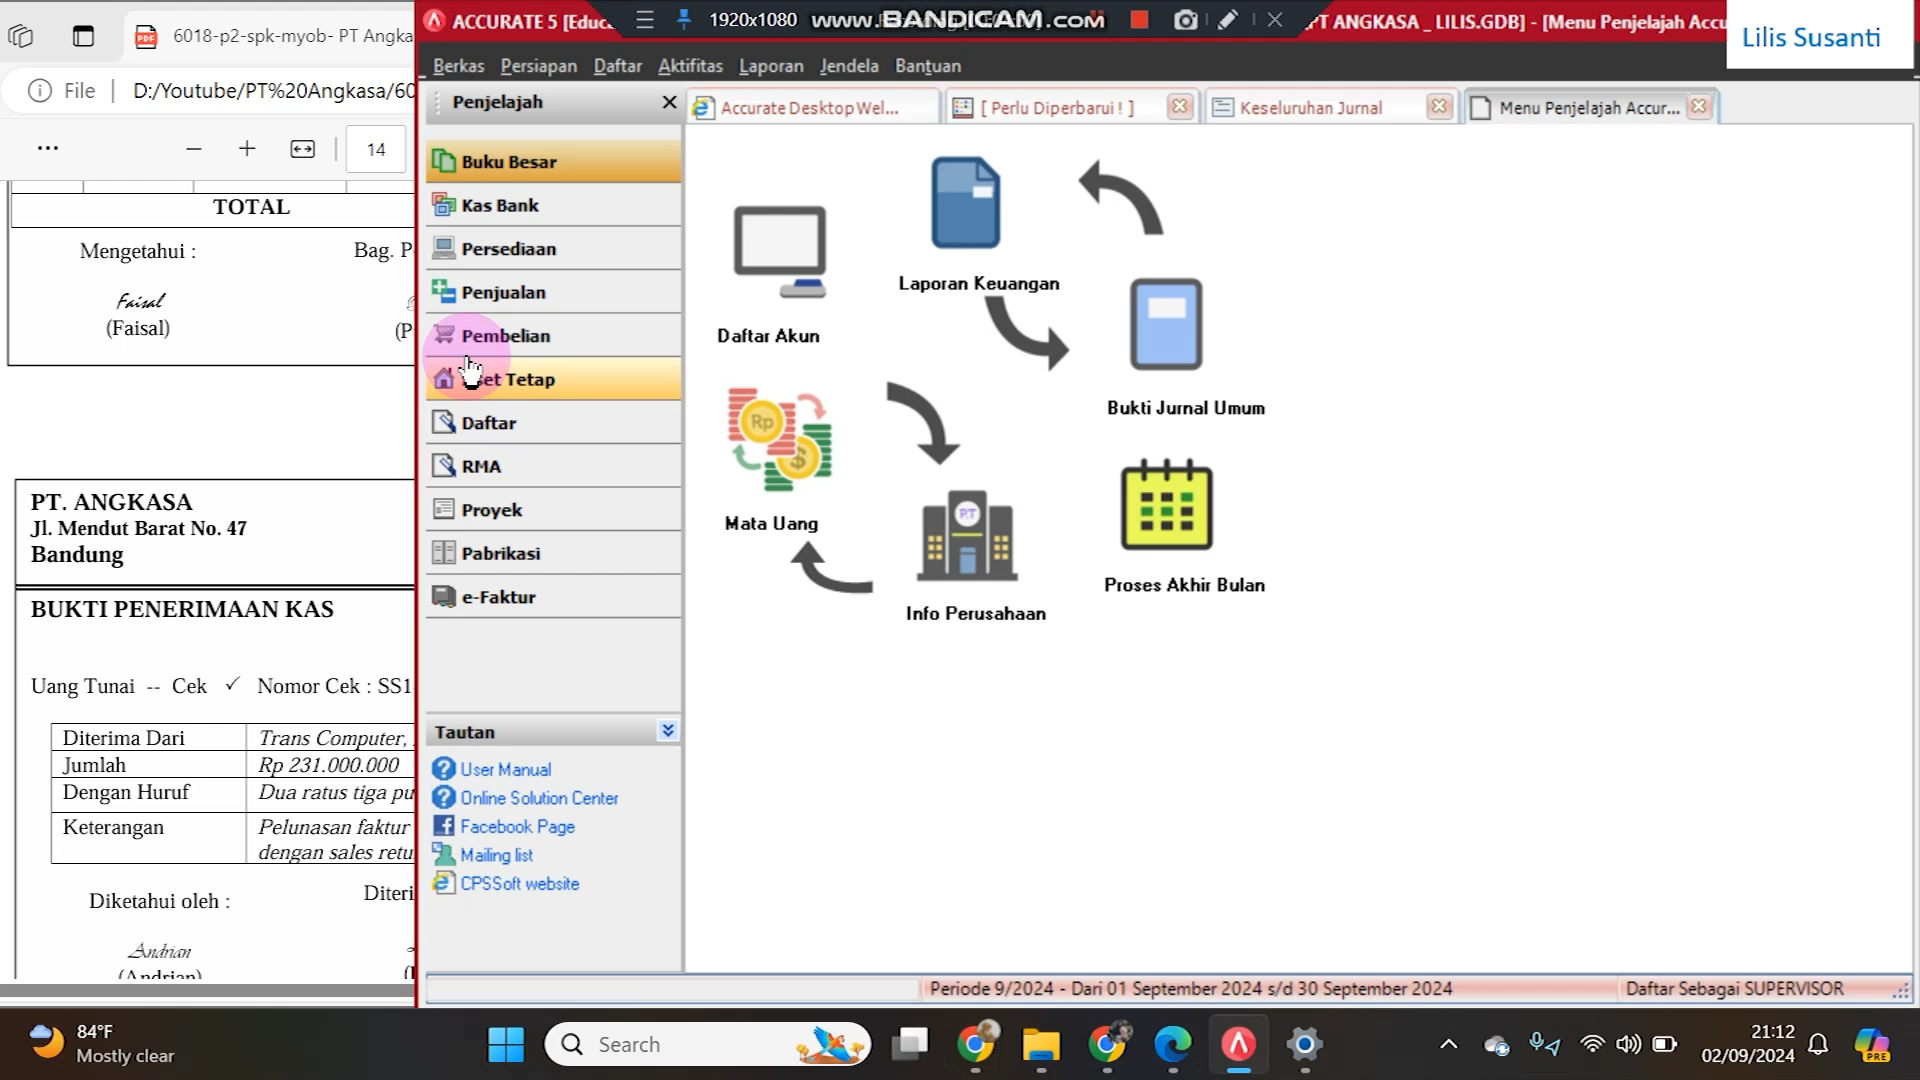 6018-p2-spk-myob- PT Angka
File
D:/Youtube/PT%20Angkasa/60
14
TOTAL
Mengetahui :
Bag. P
Faisal
(Faisal)
(P
PT. ANGKASA
Jl. Mendut Barat No. 47
Bandung
BUKTI PENERIMAAN KAS
Uang Tunai -- Cek ✓ Nomor Cek : SS1
Diterima Dari
Trans Computer,
Jumlah
Rp 231.000.000
Dengan Huruf
Dua ratus tiga pu
Keterangan
Pelunasan faktur
dengan sales retu
Diketahui oleh :
Diteri
Andrian
(Andrian)
ACCURATE 5 [Educ
1920x1080
www.BANDICAM.com
PT ANGKASA _ LILIS.GDB] - [Menu Penjelajah Accu
Lilis Susanti
Berkas Persiapan Daftar Aktifitas Laporan Jendela Bantuan
Penjelajah
Accurate Desktop Wel...
[ Perlu Diperbarui ! ]
Keseluruhan Jurnal
Menu Penjelajah Accur...
Buku Besar
Kas Bank
Persediaan
Penjualan
Pembelian
set Tetap
Daftar
RMA
Proyek
Pabrikasi
e-Faktur
Tautan
User Manual
Online Solution Center
Facebook Page
Mailing list
CPSSoft website
Laporan Keuangan
Daftar Akun
Bukti Jurnal Umum
Rp
$
Mata Uang
P.T
Proses Akhir Bulan
Info Perusahaan
Periode 9/2024 - Dari 01 September 2024 s/d 30 September 2024
Daftar Sebagai SUPERVISOR
84°F
Mostly clear
Search
21:12
02/09/2024
PRE